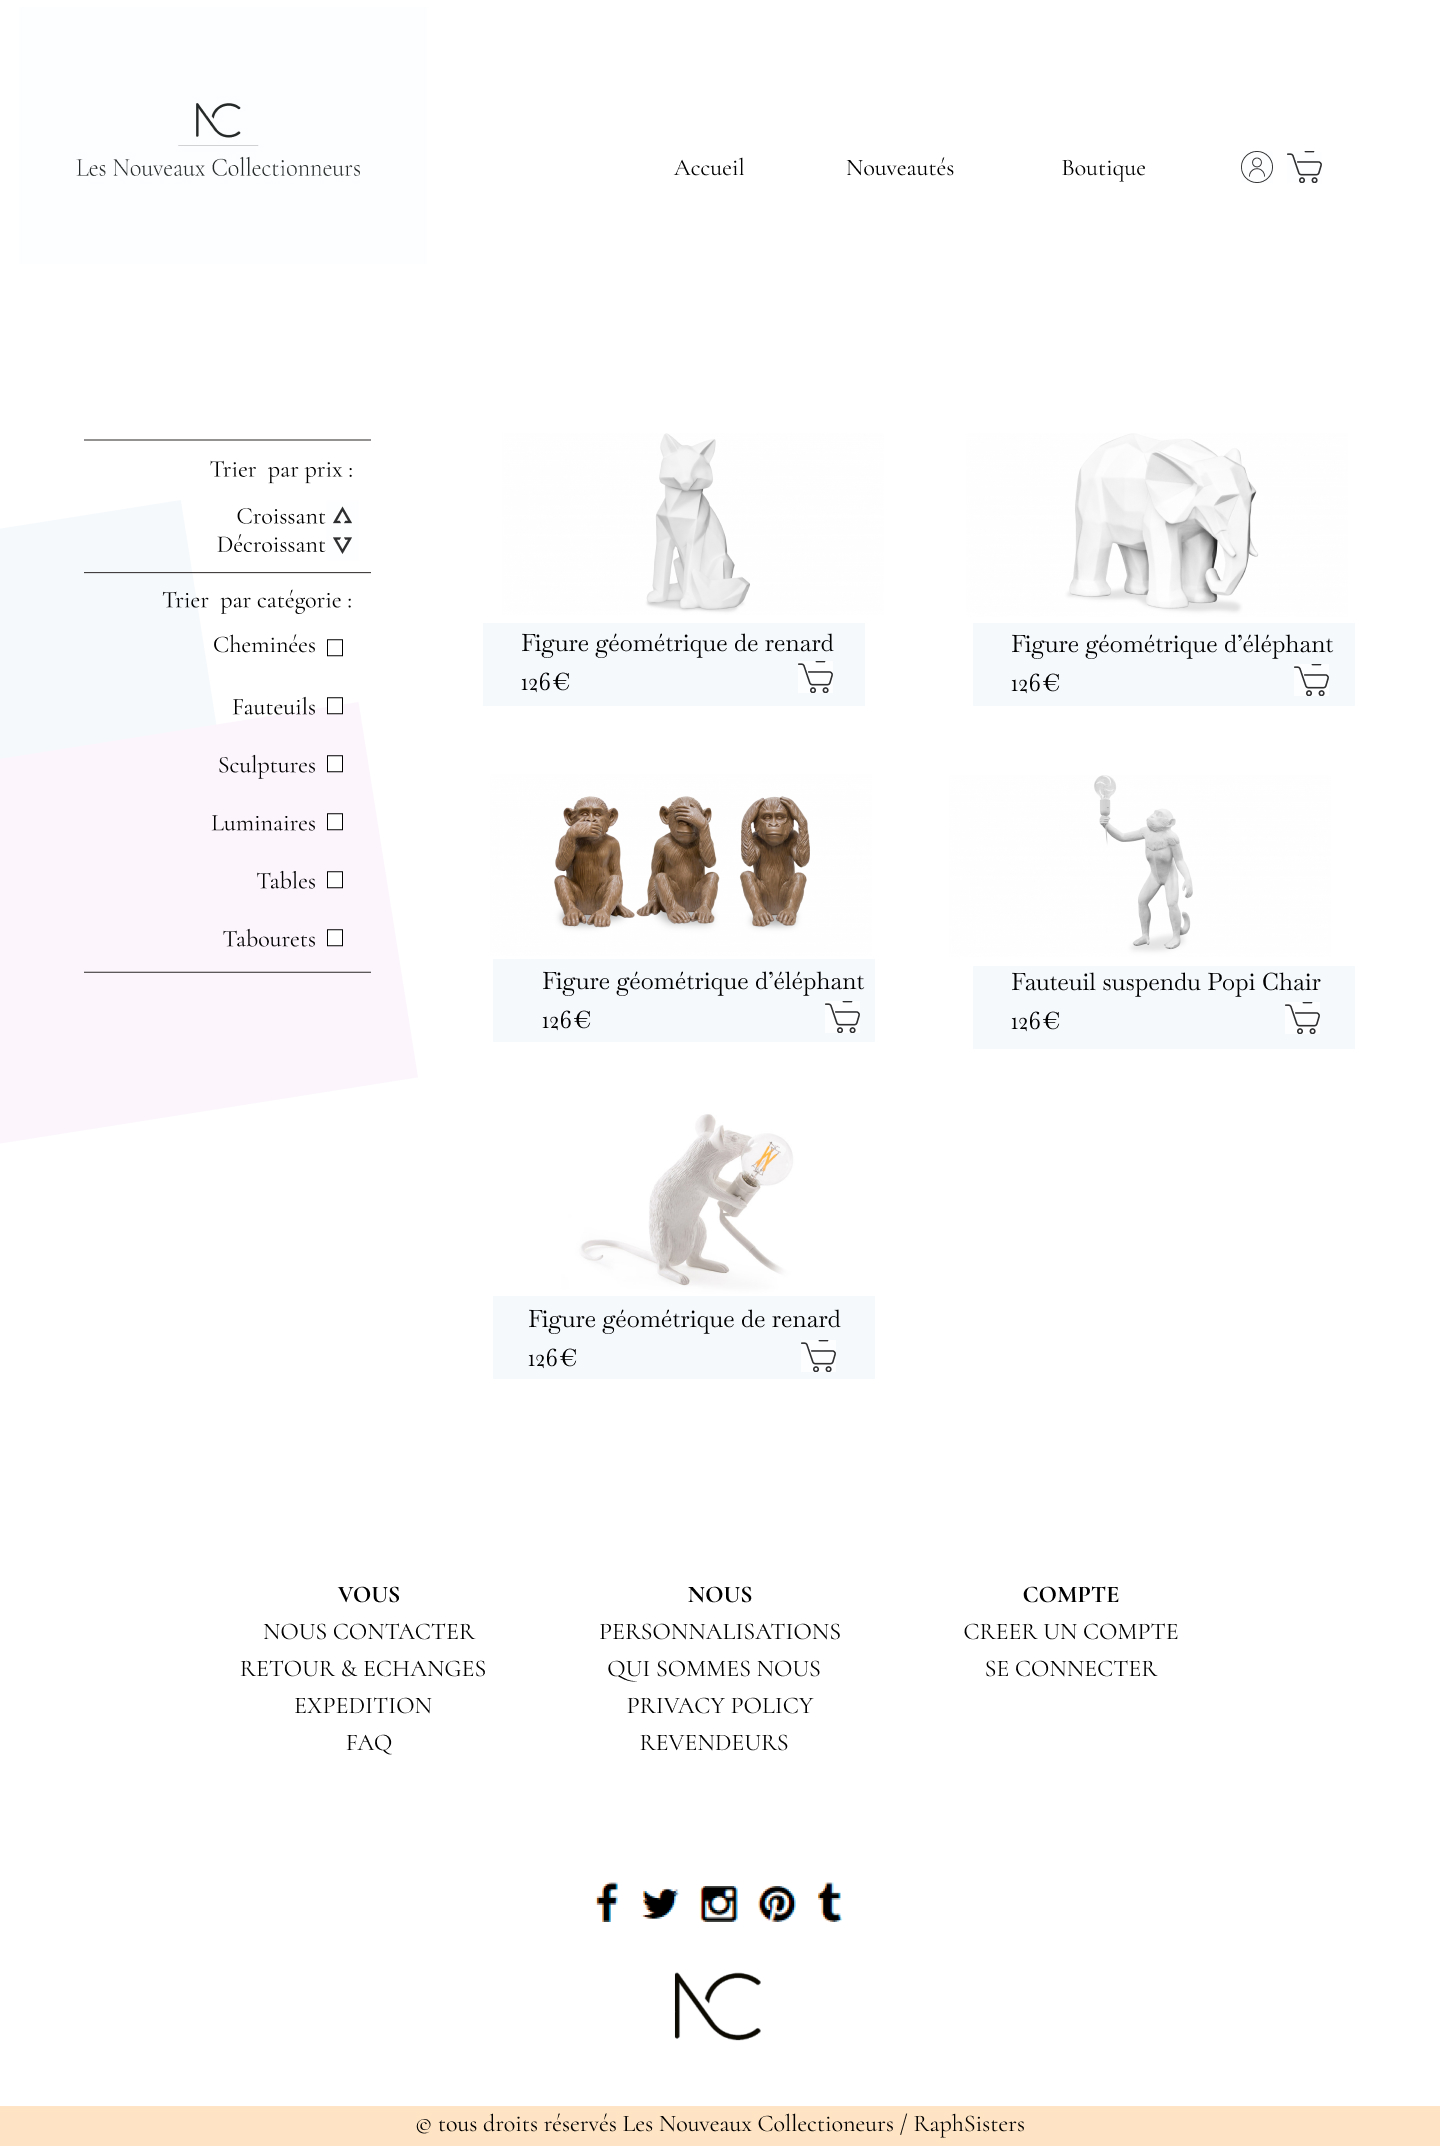 NC
Les Nouveaux Collectionneurs
Accueil
Nouveautés
Boutique
Trier par prix :
Croissant
Décroissant
Trier par catégorie :
Cheminées
Fauteuils
Sculptures
Luminaires
Tables
Tabourets
Figure géométrique de renard
126€
Figure géométrique d’éléphant
126€
Figure géométrique d’éléphant
126€
Fauteuil suspendu Popi Chair
126€
Figure géométrique de renard
126€
VOUS
NOUS CONTACTER
RETOUR & ECHANGES
EXPEDITION
FAQ
NOUS
PERSONNALISATIONS
QUI SOMMES NOUS
PRIVACY POLICY
REVENDEURS
COMPTE
CREER UN COMPTE
SE CONNECTER
NC
© tous droits réservés Les Nouveaux Collectioneurs / RaphSisters